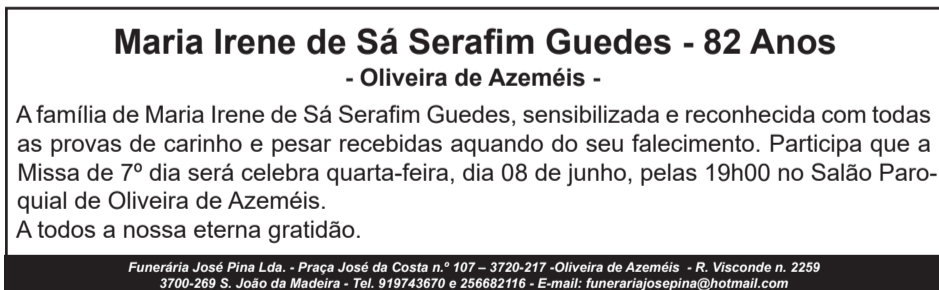 Maria Irene de Sá Serafim Guedes - 82 Anos
- Oliveira de Azeméis -
A família de Maria Irene de Sá Serafim Guedes, sensibilizada e reconhecida com todas
as provas de carinho e pesar recebidas aquando do seu falecimento. Participa que a
Missa de 7º dia será celebra quarta-feira, dia 08 de junho, pelas 19h00 no Salão Paro-
quial de Oliveira de Azeméis.
A todos a nossa eterna gratidão.
Funerária José Pina Lda. - Praça José da Costa n.º 107 – 3720-217 -Oliveira de Azeméis - R. Visconde n. 2259
3700-269 S. João da Madeira - Tel. 919743670 e 256682116 - E-mail: funerariajosepina@hotmail.com